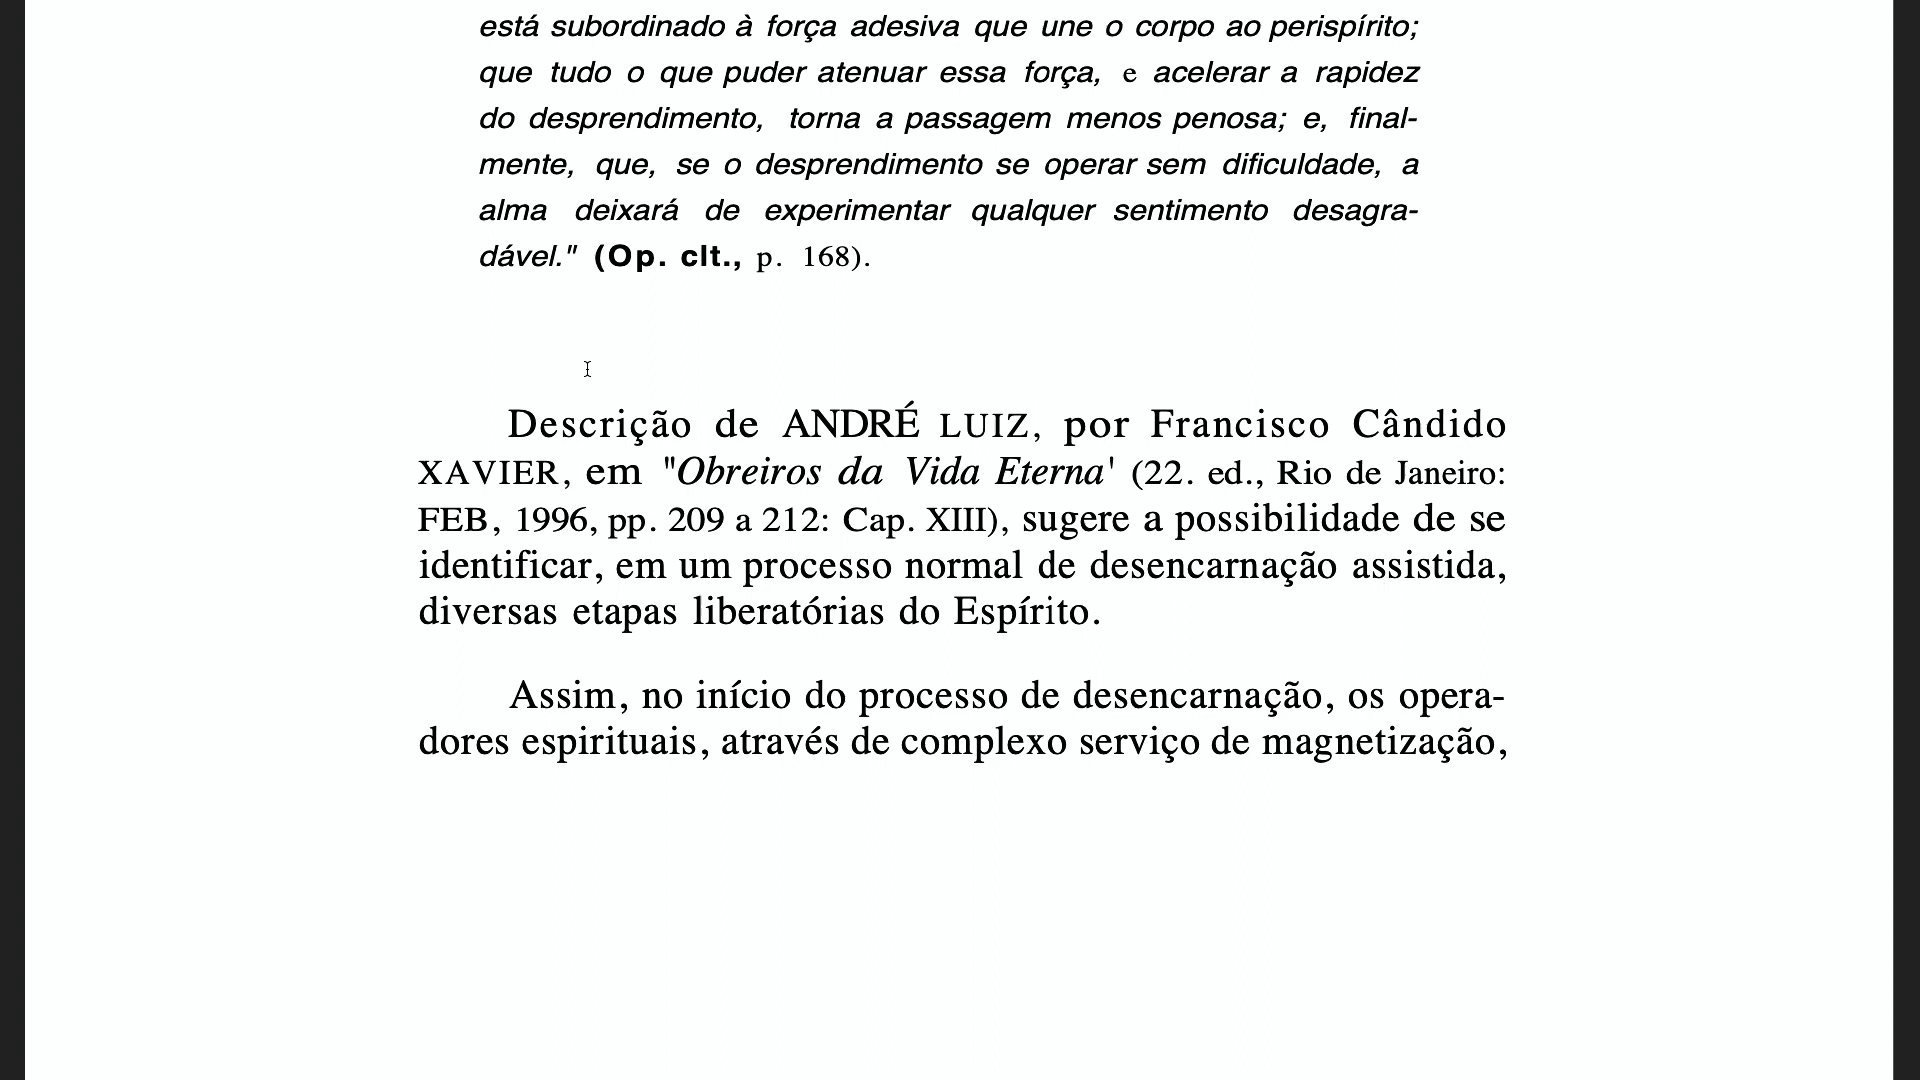 está subordinado à força adesiva que une o corpo ao perispírito;
que tudo o que puder atenuar essa força, e acelerar a rapidez
do desprendimento, torna a passagem menos penosa; e, final-
mente, que, se o desprendimento se operar sem dificuldade, a
alma deixará de experimentar qualquer sentimento desagra-
dável." (Op. clt., p. 168).
Descrição de ANDRÉ LUIZ, por Francisco Cândido
XAVIER, em "Obreiros da Vida Eterna' (22. ed., Rio de Janeiro:
FEB, 1996, pp. 209 a 212: Cap. XIII), sugere a possibilidade de se
identificar, em um processo normal de desencarnação assistida,
diversas etapas liberatórias do Espírito.
Assim, no início do processo de desencarnação, os opera-
dores espirituais, através de complexo serviço de magnetização,